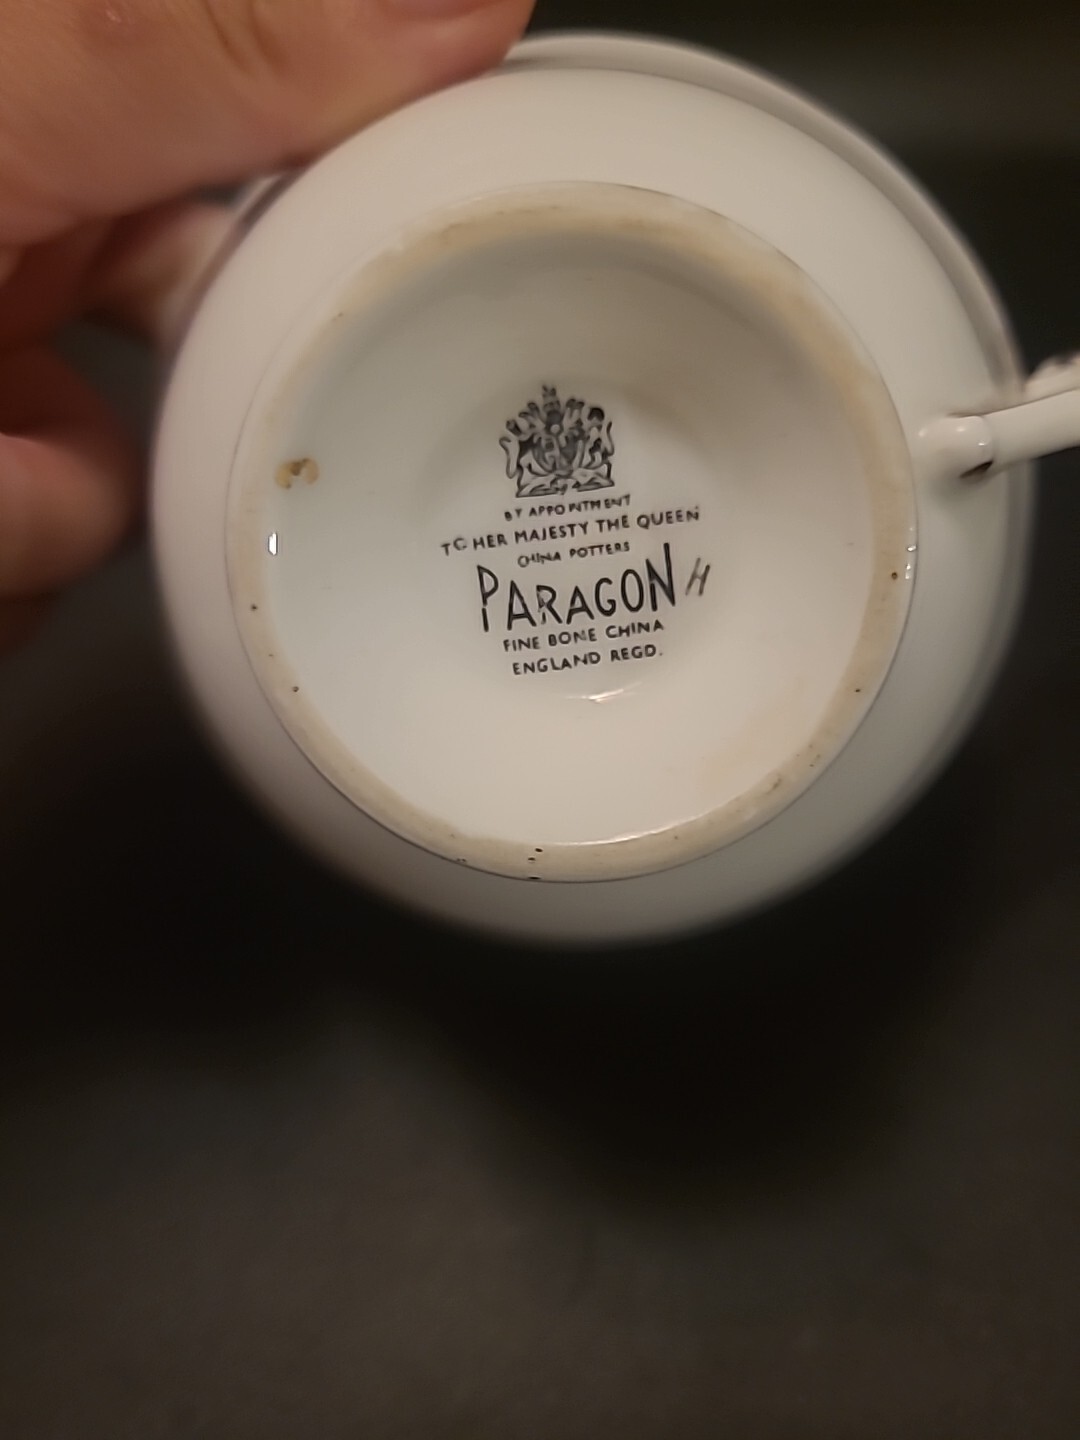 BY APPOINTMENT
TO HER MAJESTY THE QUEEN
CHINA POTTERS
PARAGON H
FINE BONE CHINA
ENGLAND REGD.